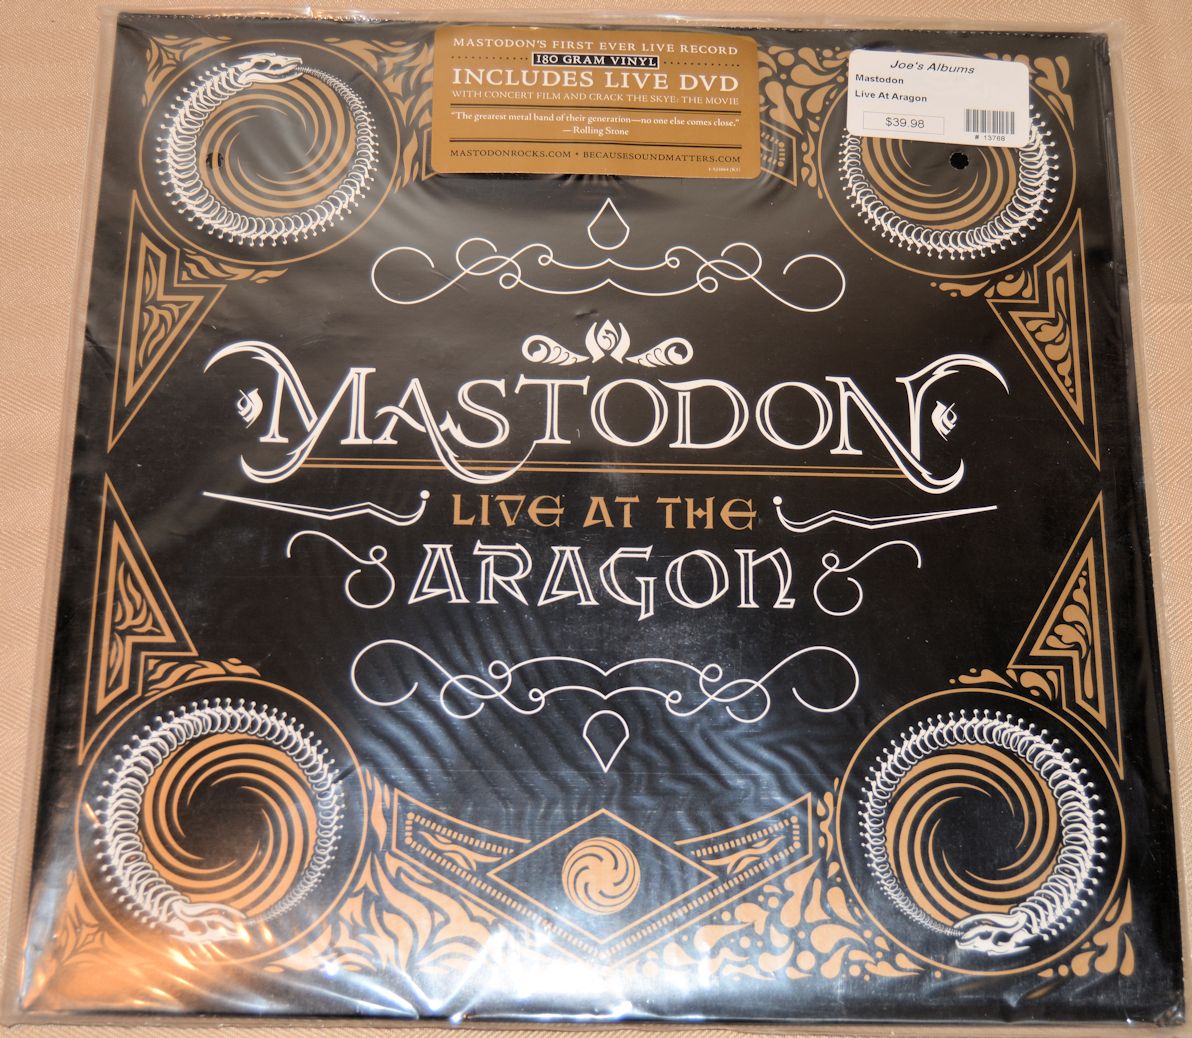 MASTODON'S FIRST EVER LIVE RECORD
180 GRAM VINYL
INCLUDES LIVE DVD
WITH CONCERT FILM AND CRACK THE SKYE: THE MOVIE
"The greatest metal band of their generation—no one else comes close."
—Rolling Stone
MASTODONROCKS.COM • BECAUSESOUNDMATTERS.COM
Joe's Albums
Mastodon
Live At Aragon
$39.98
# 13768
MASTODON
LIVE AT THE
ARAGON